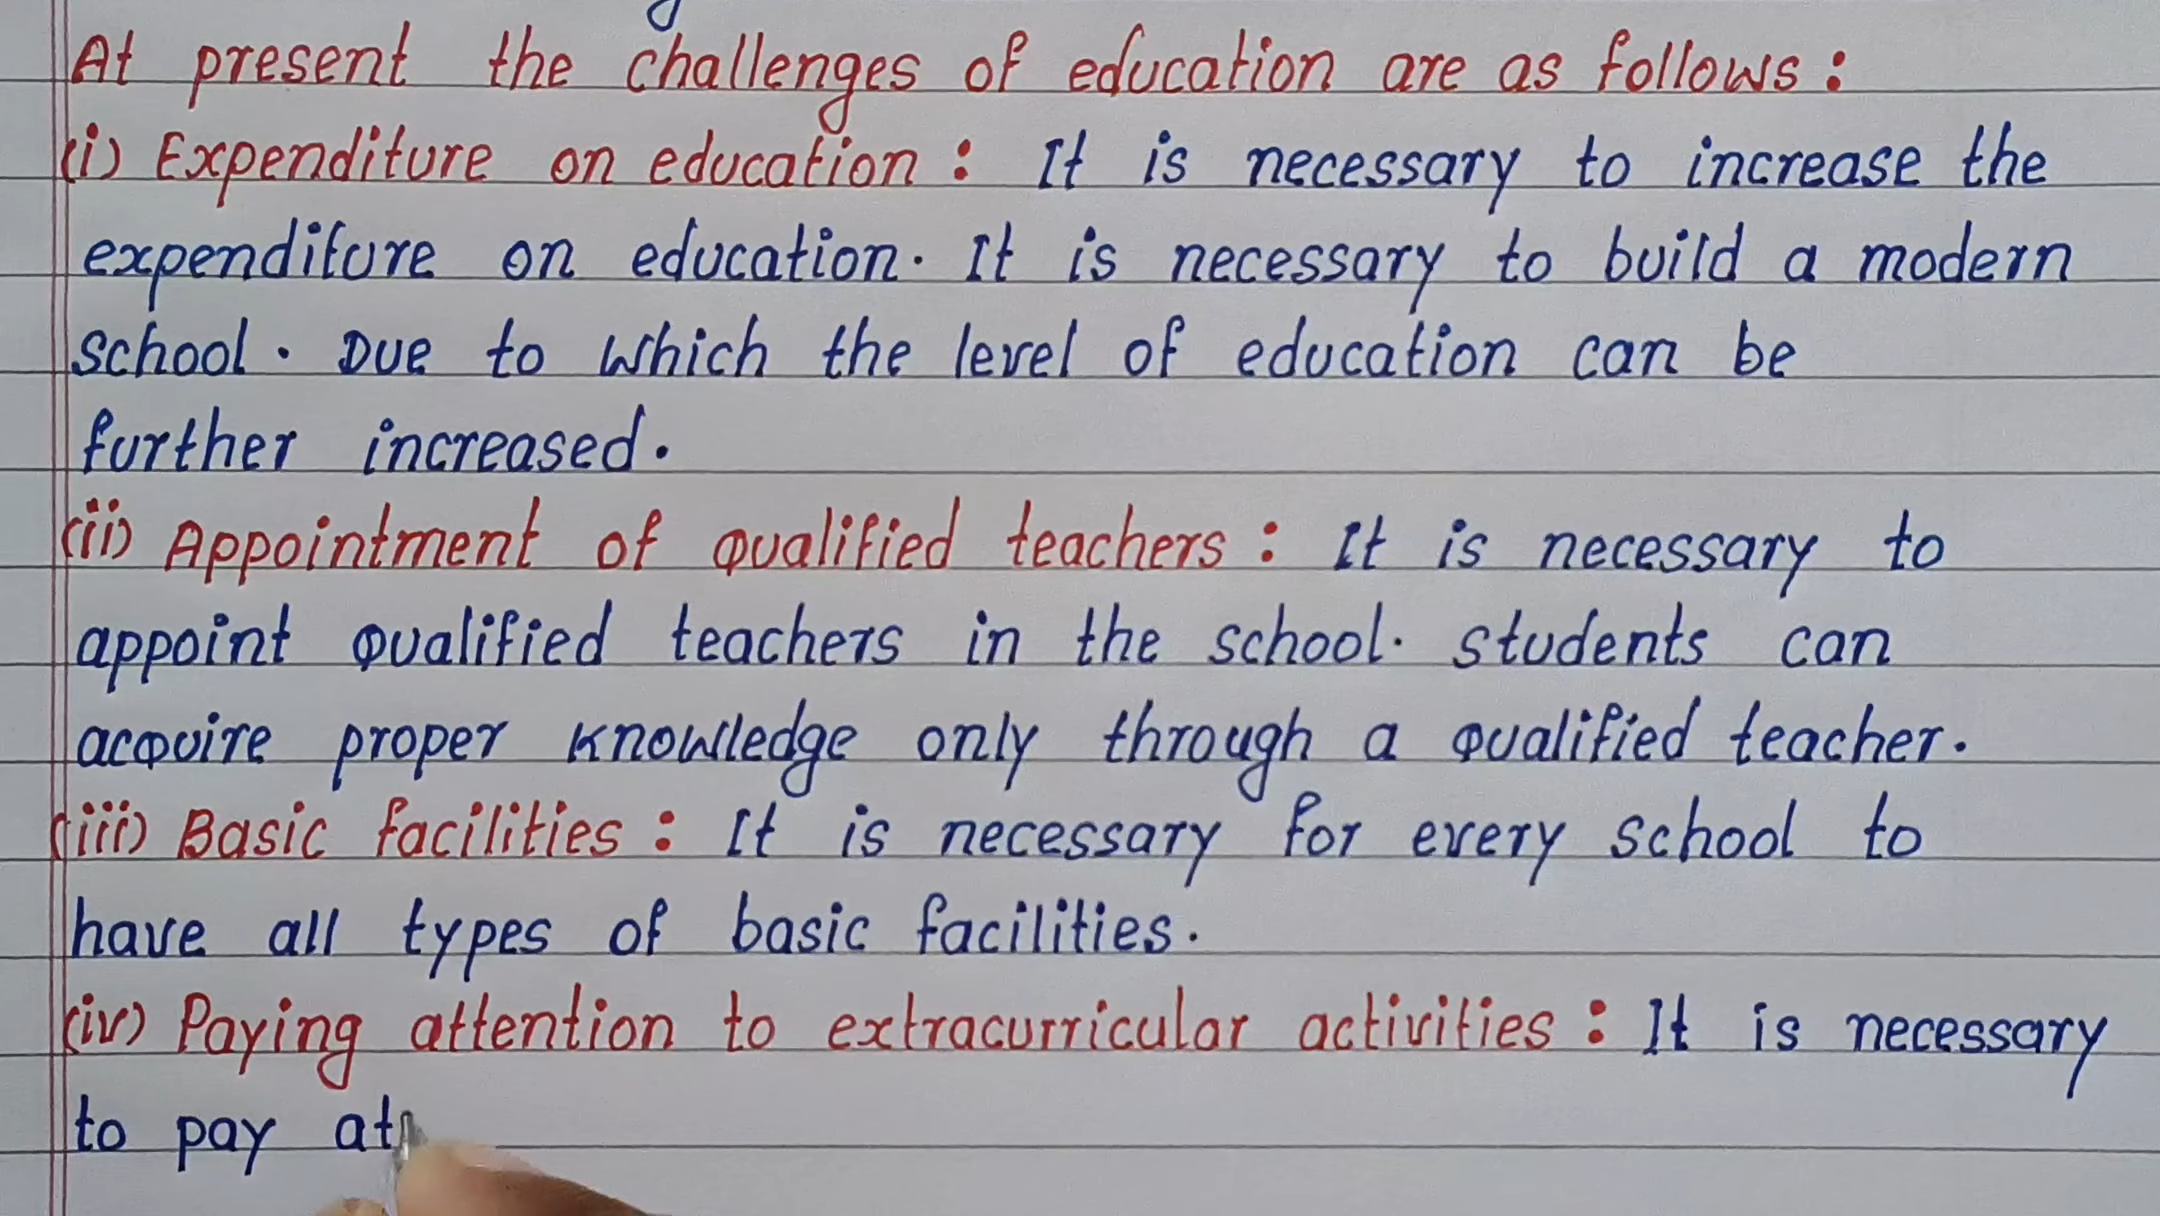 At present the challenges of education are as follows:
(i) Expenditure on education: It is necessary to increase the
expenditure on education. It is necessary to build a modern
school. Due to which the level of education can be
further increased.
(ii) Appointment of qualified teachers: It is necessary to
appoint qualified teachers in the school. students can
acquire proper knowledge only through a qualified teacher.
(iii) Basic facilities: It is necessary for every school to
have all types of basic facilities.
(iv) Paying attention to extracurricular activities: It is necessary
to pay at